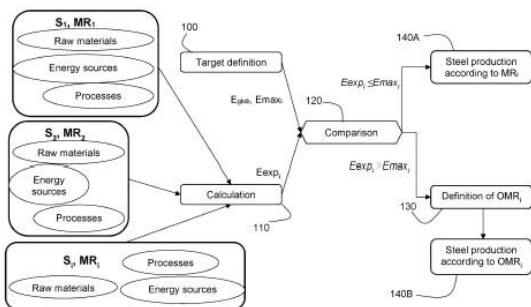 S₁, MR₁
Raw materials
Energy sources
Processes
S₂, MR₂
Raw materials
Energy
sources
Processes
Sᵢ, MRᵢ
Processes
Raw materials
Energy sources
100
Target definition
Calculation
110
Eexpᵢ
120
Comparison
Eexpᵢ ≤Emaxᵢ
Eexpᵢ >Emaxᵢ
140A
Steel production
according to MRᵢ
Definition of OMRᵢ
130
Steel production
according to OMRᵢ
140B